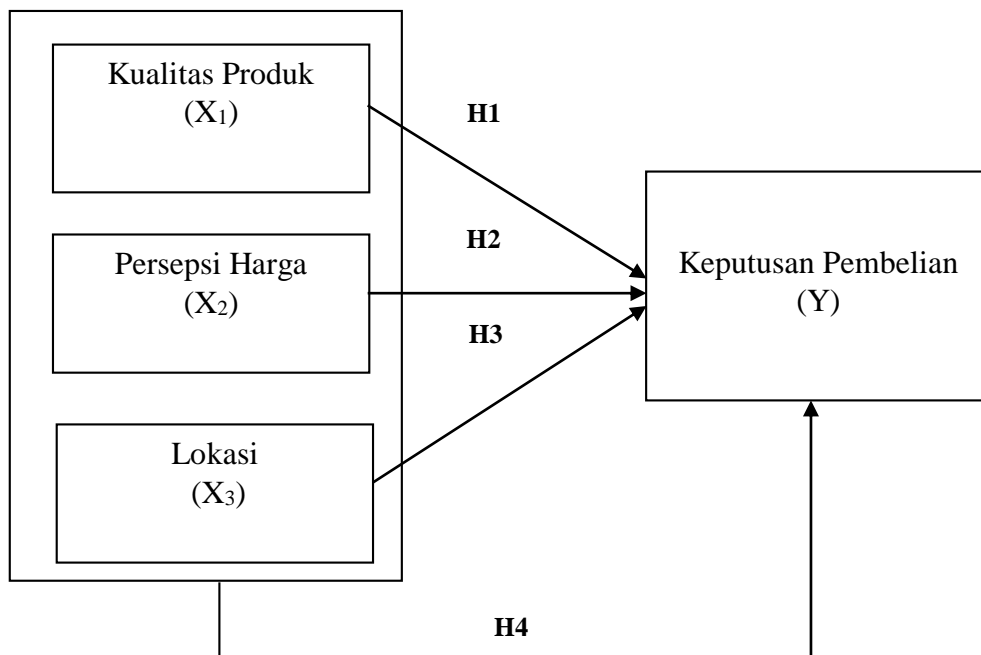 Kualitas Produk
(X₁)
H1
H2
Persepsi Harga
(X₂)
Keputusan Pembelian
(Y)
H3
Lokasi
(X₃)
H4